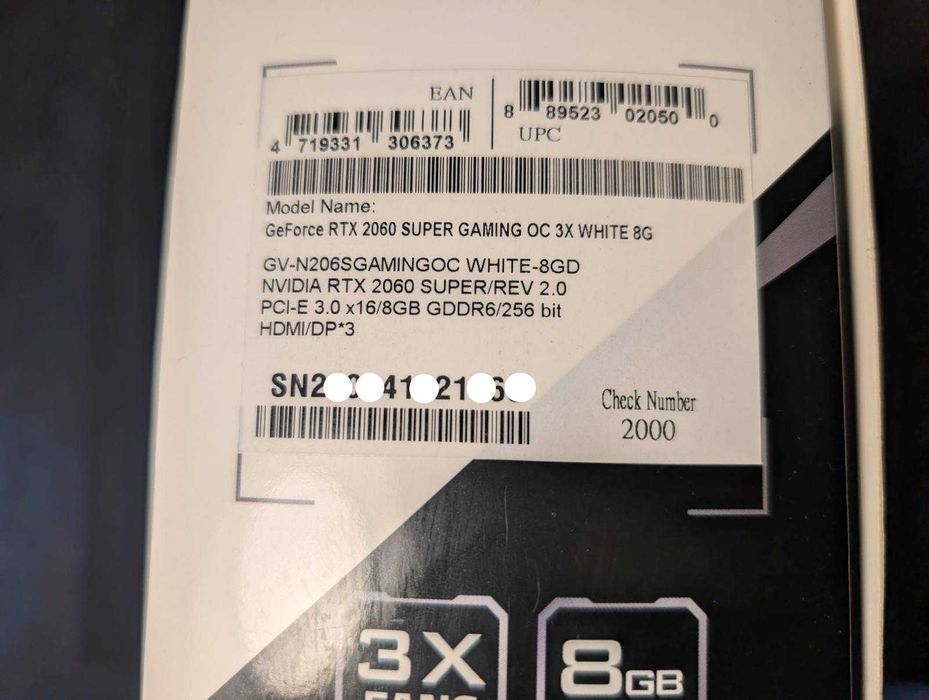 EAN
4 719331 306373
8 89523 02050 0
UPC
Model Name:
GeForce RTX 2060 SUPER GAMING OC 3X WHITE 8G
GV-N206SGAMINGOC WHITE-8GD
NVIDIA RTX 2060 SUPER/REV 2.0
PCI-E 3.0 x16/8GB GDDR6/256 bit
HDMI/DP*3
Check Number
2000
3X
FANS
8GB